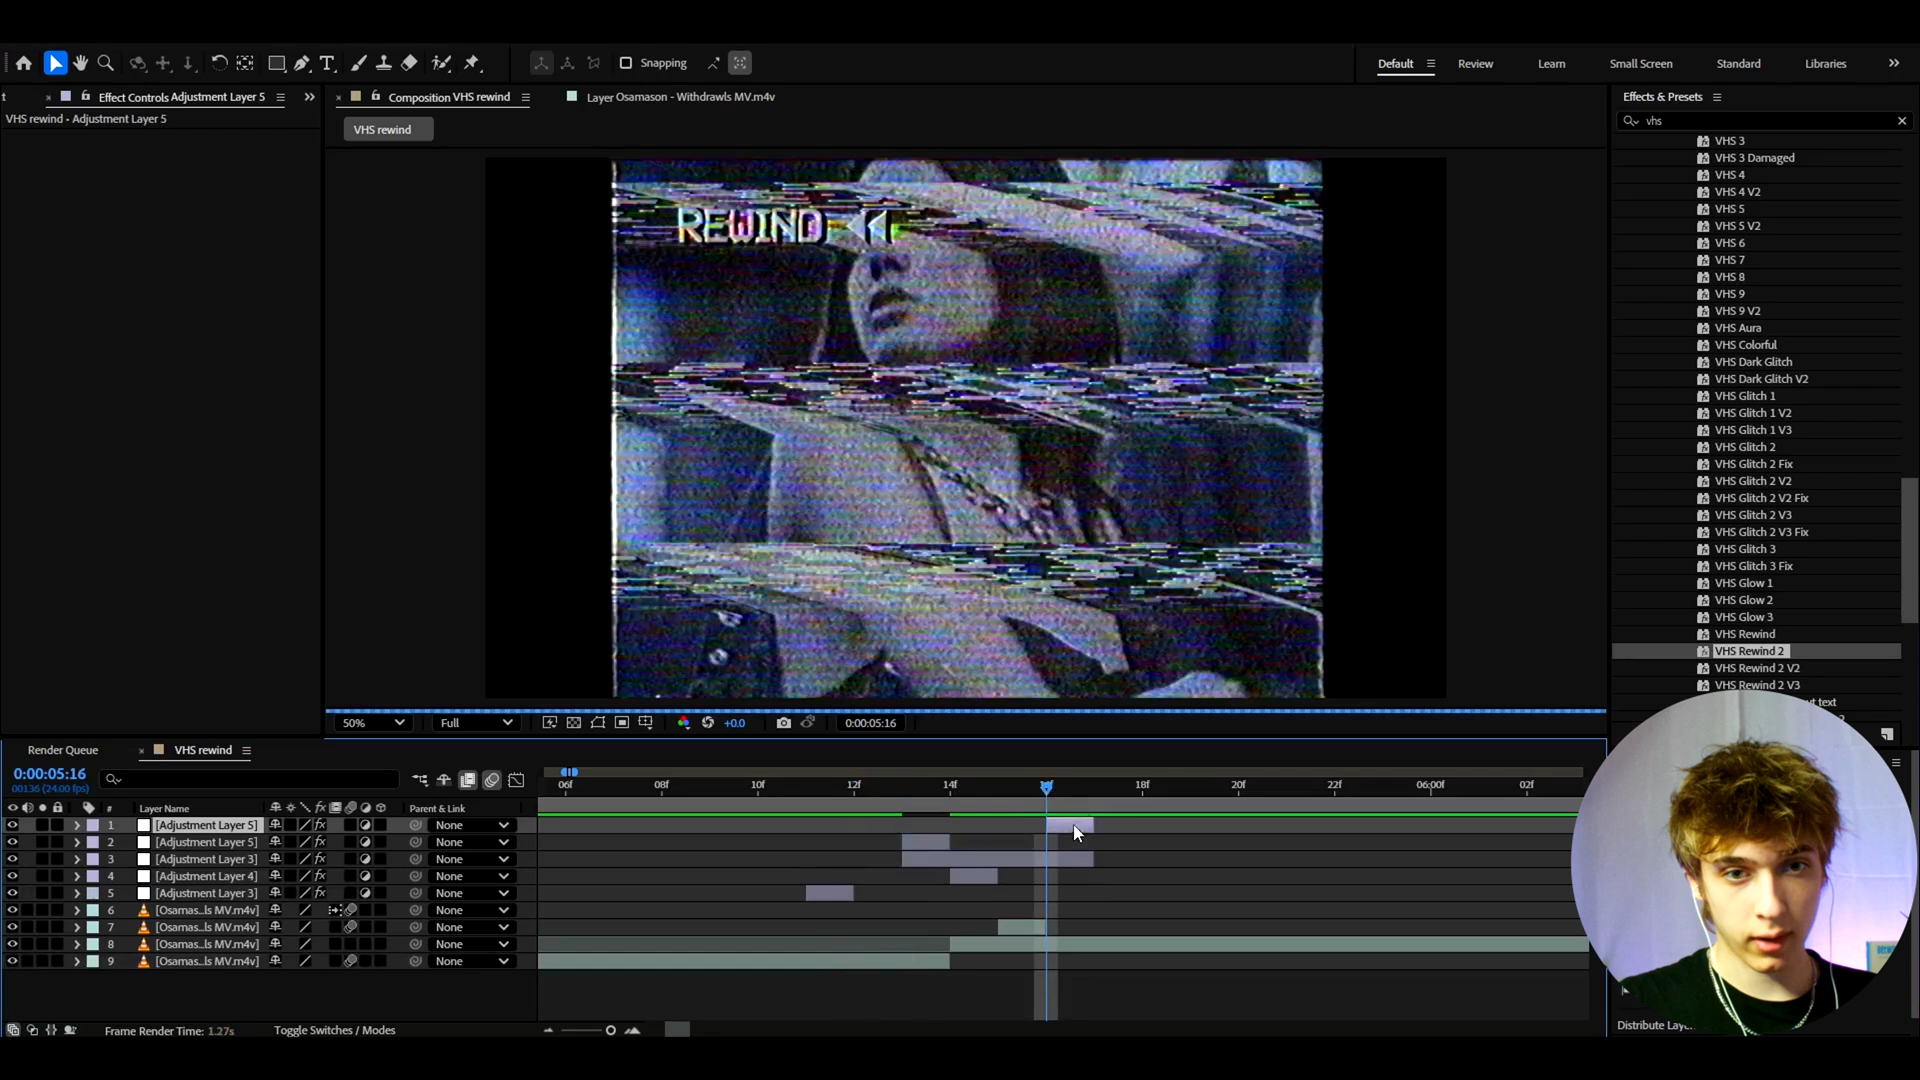 Snapping
Default
Review
Learn
Small Screen
Standard
Libraries
t
Effect Controls Adjustment Layer 5
Composition VHS rewind
Layer Osamason - Withdrawls MV.m4v
Effects & Presets
VHS rewind • Adjustment Layer 5
VHS rewind
vhs
VHS 3
VHS 3 Damaged
VHS 4
VHS 4 V2
VHS 5
VHS 5 V2
VHS 6
VHS 7
VHS 8
VHS 9
VHS 9 V2
VHS Aura
VHS Colorful
VHS Dark Glitch
VHS Dark Glitch V2
VHS Glitch 1
VHS Glitch 1 V2
VHS Glitch 1 V3
VHS Glitch 2
VHS Glitch 2 Fix
VHS Glitch 2 V2
VHS Glitch 2 V2 Fix
VHS Glitch 2 V3
VHS Glitch 2 V3 Fix
VHS Glitch 3
VHS Glitch 3 Fix
VHS Glow 1
VHS Glow 2
VHS Glow 3
VHS Rewind
VHS Rewind 2
VHS Rewind 2 V2
VHS Rewind 2 V3
text
REWIND
50%
Full
+0.0
0:00:05:16
Render Queue
VHS rewind
0:00:05:16
00136 (24.00 fps)
06f
08f
10f
12f
14f
18f
20f
22f
06:00f
02f
#
Layer Name
fx
Parent & Link
1 [Adjustment Layer 5] fx None
2 [Adjustment Layer 5] fx None
3 [Adjustment Layer 3] fx None
4 [Adjustment Layer 4] fx None
5 [Adjustment Layer 3] fx None
6 [Osamas...ls MV.m4v] None
7 [Osamas...ls MV.m4v] None
8 [Osamas...ls MV.m4v] None
9 [Osamas...ls MV.m4v] None
Frame Render Time: 1.27s
Toggle Switches / Modes